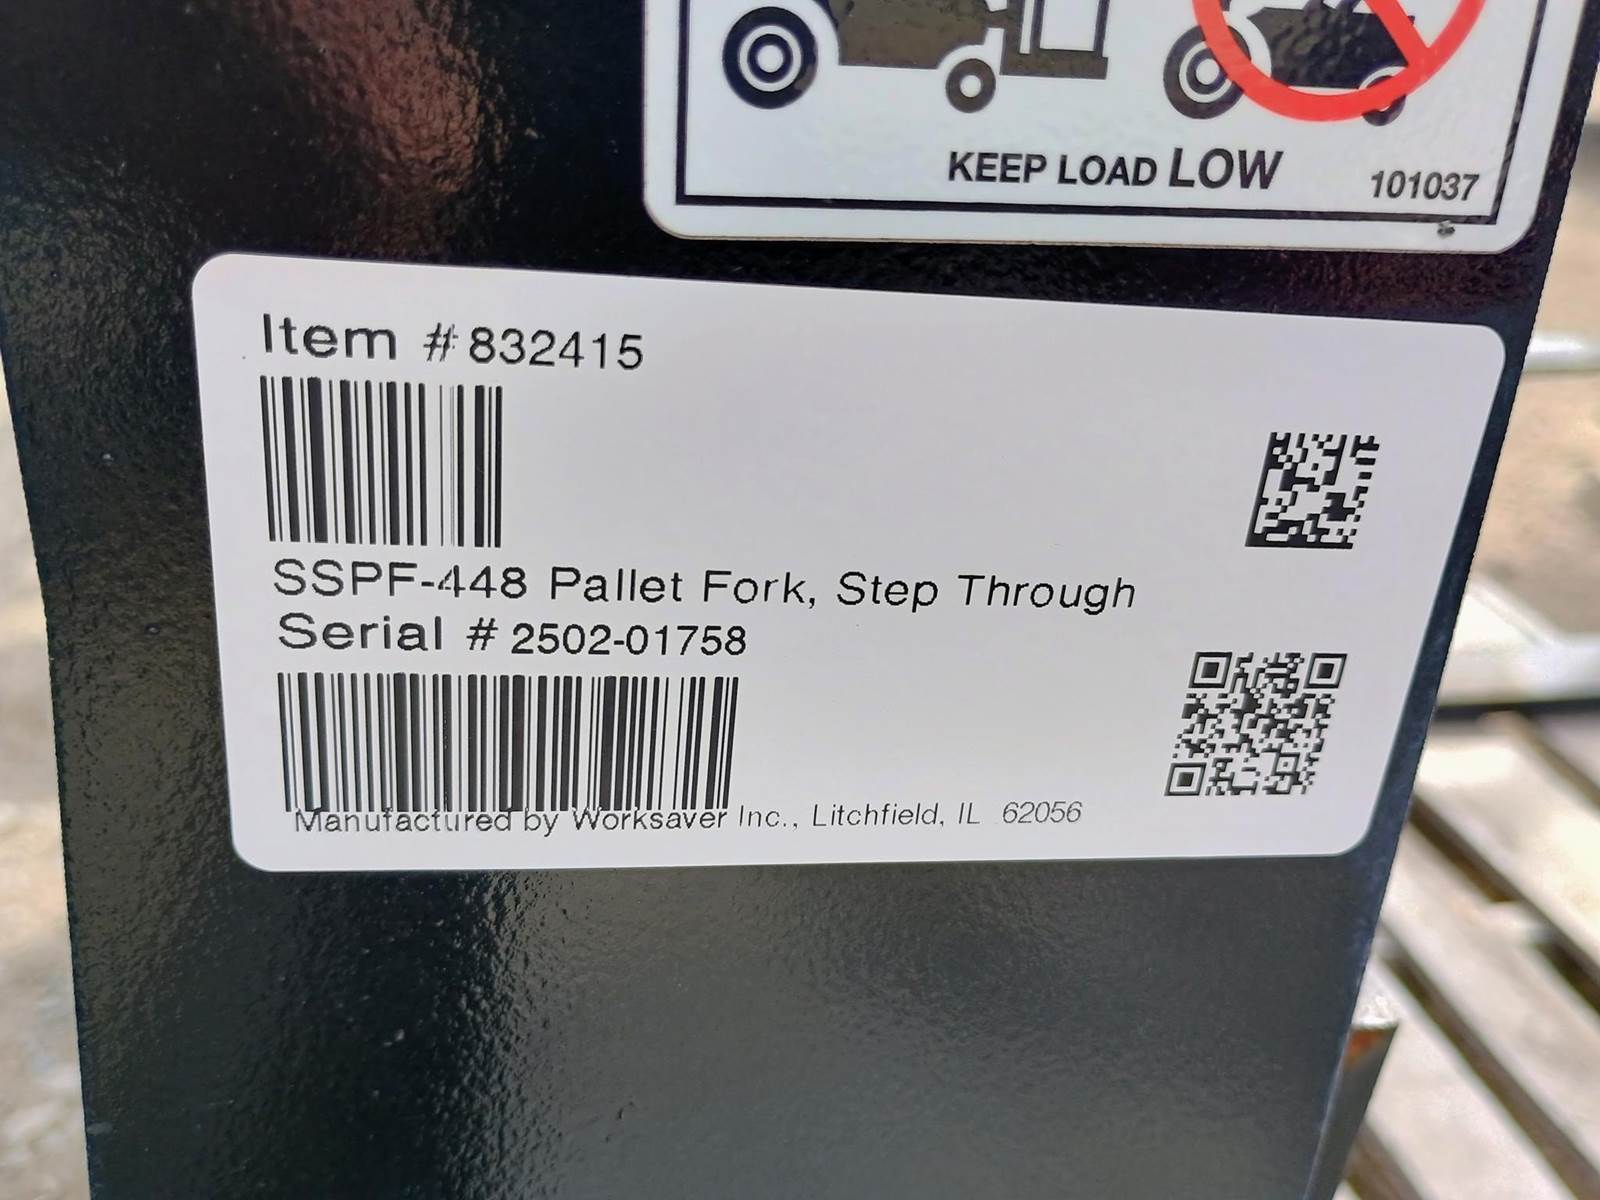 KEEP LOAD LOW
101037
Item #832415
SSPF-448 Pallet Fork, Step Through
Serial # 2502-01758
Manufactured by Worksaver Inc., Litchfield, IL 62056